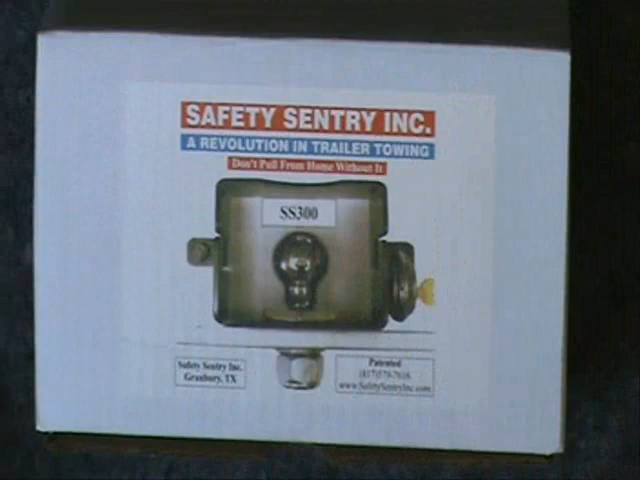 SAFETY SENTRY INC.
A REVOLUTION IN TRAILER TOWING
Don't Pull From Home Without It
SS300
Safety Sentry Inc.
Granbury, TX
Patented
www.SafetySentryInc.com